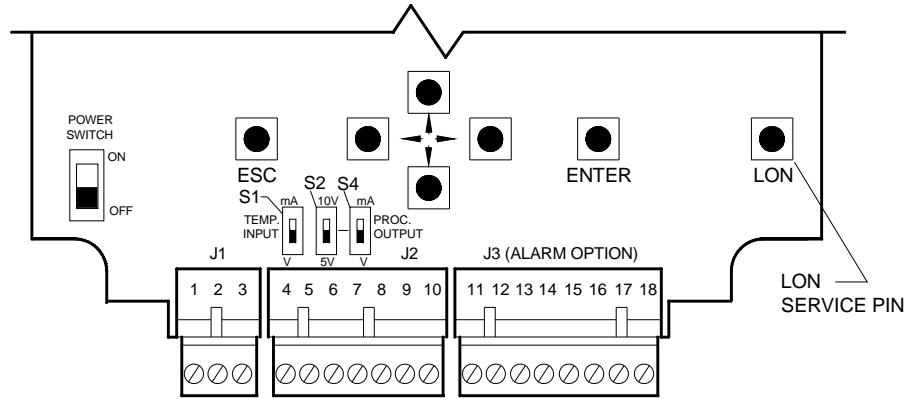 POWER
SWITCH
ON
OFF
ESC
ENTER
LON
S1
S2
S4
mA
10V
mA
TEMP.
INPUT
PROC.
OUTPUT
V
5V
V
J1
J2
J3 (ALARM OPTION)
1 2 3
4 5 6 7 8 9 10
11 12 13 14 15 16 17 18
LON
SERVICE PIN